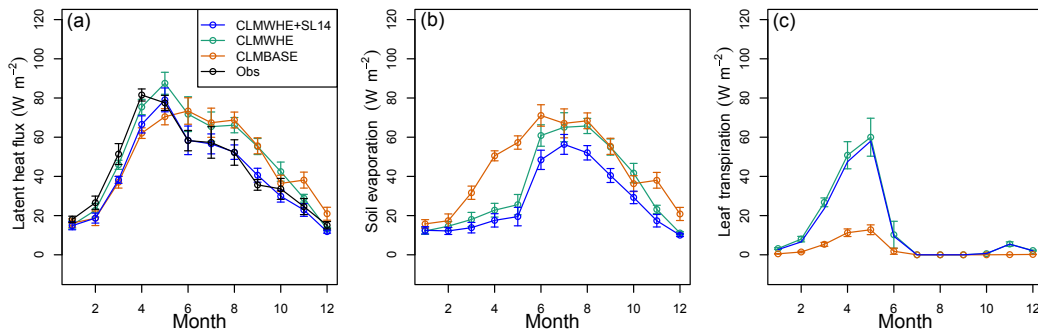 (a)
CLMWHE+SL14
CLMWHE
CLMBASE
Obs
Latent heat flux (W m−2)
0 20 40 60 80 100 120
2 4 6 8 10 12
Month
(b)
Soil evaporation (W m−2)
0 20 40 60 80 100 120
2 4 6 8 10 12
Month
(c)
Leaf transpiration (W m−2)
0 20 40 60 80 100 120
2 4 6 8 10 12
Month